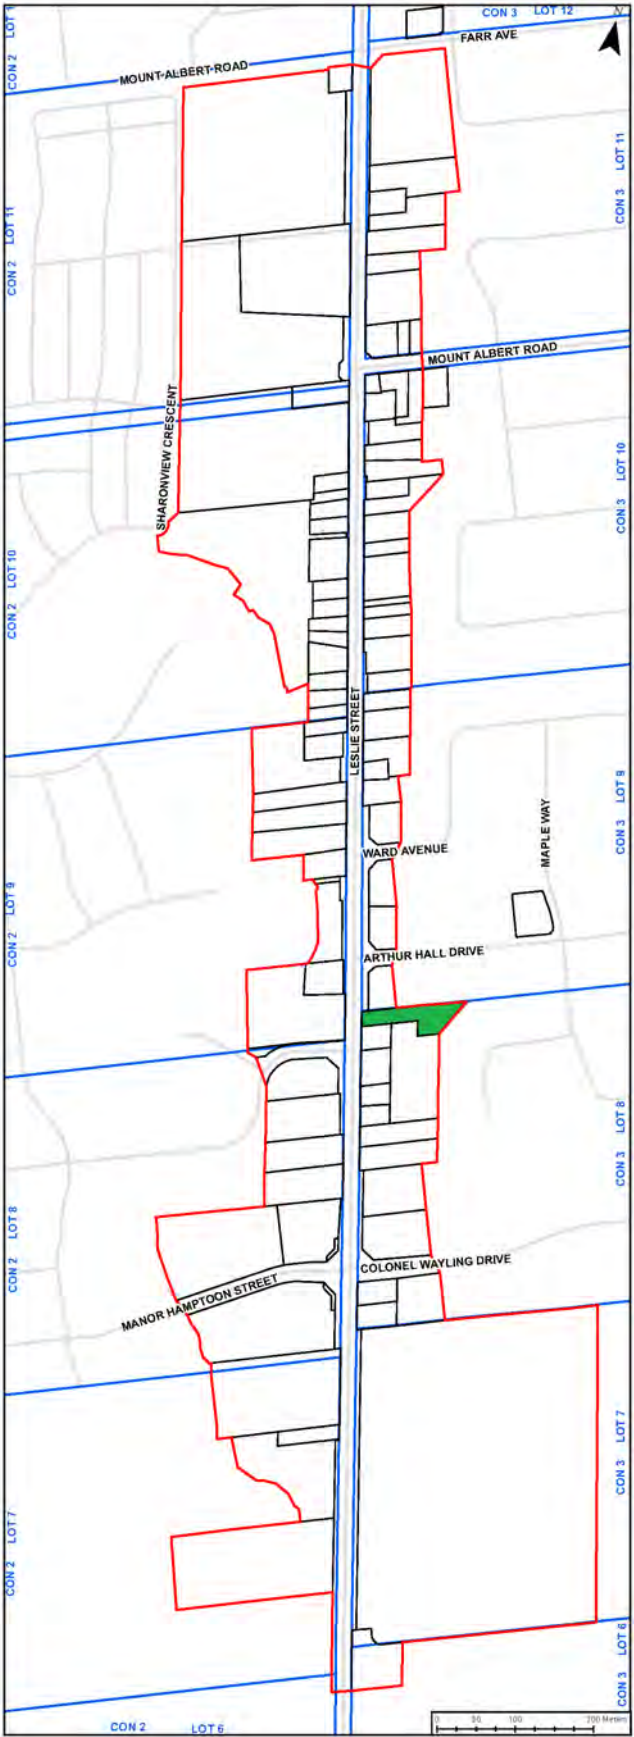 CON 3 LOT 12
N
FARR AVE
CON 2 LOT 1
MOUNT-ALBERT-ROAD
CON 3 LOT 11
CON 2 LOT 11
MOUNT ALBERT ROAD
SHARONVIEW CRESCENT
CON 3 LOT 10
CON 2 LOT 10
LESLIE STREET
CON 3 LOT 9
MAPLE WAY
WARD AVENUE
CON 2 LOT 9
ARTHUR HALL DRIVE
CON 3 LOT 8
CON 2 LOT 8
COLONEL WAYLING DRIVE
MANOR HAMPTOON STREET
CON 3 LOT 7
CON 2 LOT 7
CON 3 LOT 6
CON 2 LOT 6
0 50 100 200 Meters